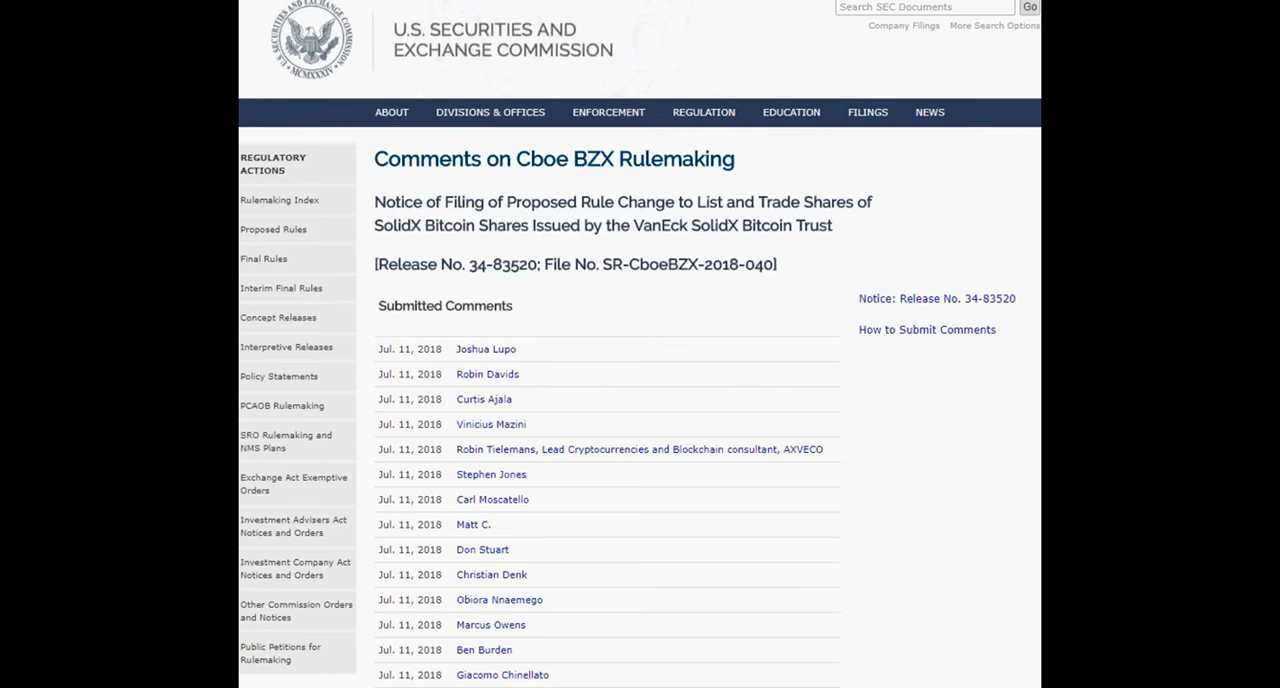 Search SEC Documents
Go
Company Filings More Search Options
U.S. SECURITIES AND
EXCHANGE COMMISSION
MCMXXXIV
ABOUT DIVISIONS & OFFICES ENFORCEMENT REGULATION EDUCATION FILINGS NEWS
REGULATORY
ACTIONS
Rulemaking Index
Proposed Rules
Final Rules
Interim Final Rules
Concept Releases
Interpretive Releases
Policy Statements
PCAOB Rulemaking
SRO Rulemaking and
NMS Plans
Exchange Act Exemptive
Orders
Investment Advisers Act
Notices and Orders
Investment Company Act
Notices and Orders
Other Commission Orders
and Notices
Public Petitions for
Rulemaking
Comments on Cboe BZX Rulemaking
Notice of Filing of Proposed Rule Change to List and Trade Shares of
SolidX Bitcoin Shares Issued by the VanEck SolidX Bitcoin Trust
[Release No. 34-83520; File No. SR-CboeBZX-2018-040]
Submitted Comments
Jul. 11, 2018 Joshua Lupo
Jul. 11, 2018 Robin Davids
Jul. 11, 2018 Curtis Ajala
Jul. 11, 2018 Vinicius Mazini
Jul. 11, 2018 Robin Tielemans, Lead Cryptocurrencies and Blockchain consultant, AXVECO
Jul. 11, 2018 Stephen Jones
Jul. 11, 2018 Carl Moscatello
Jul. 11, 2018 Matt C.
Jul. 11, 2018 Don Stuart
Jul. 11, 2018 Christian Denk
Jul. 11, 2018 Obiora Nnaemego
Jul. 11, 2018 Marcus Owens
Jul. 11, 2018 Ben Burden
Jul. 11, 2018 Giacomo Chinellato
Notice: Release No. 34-83520
How to Submit Comments